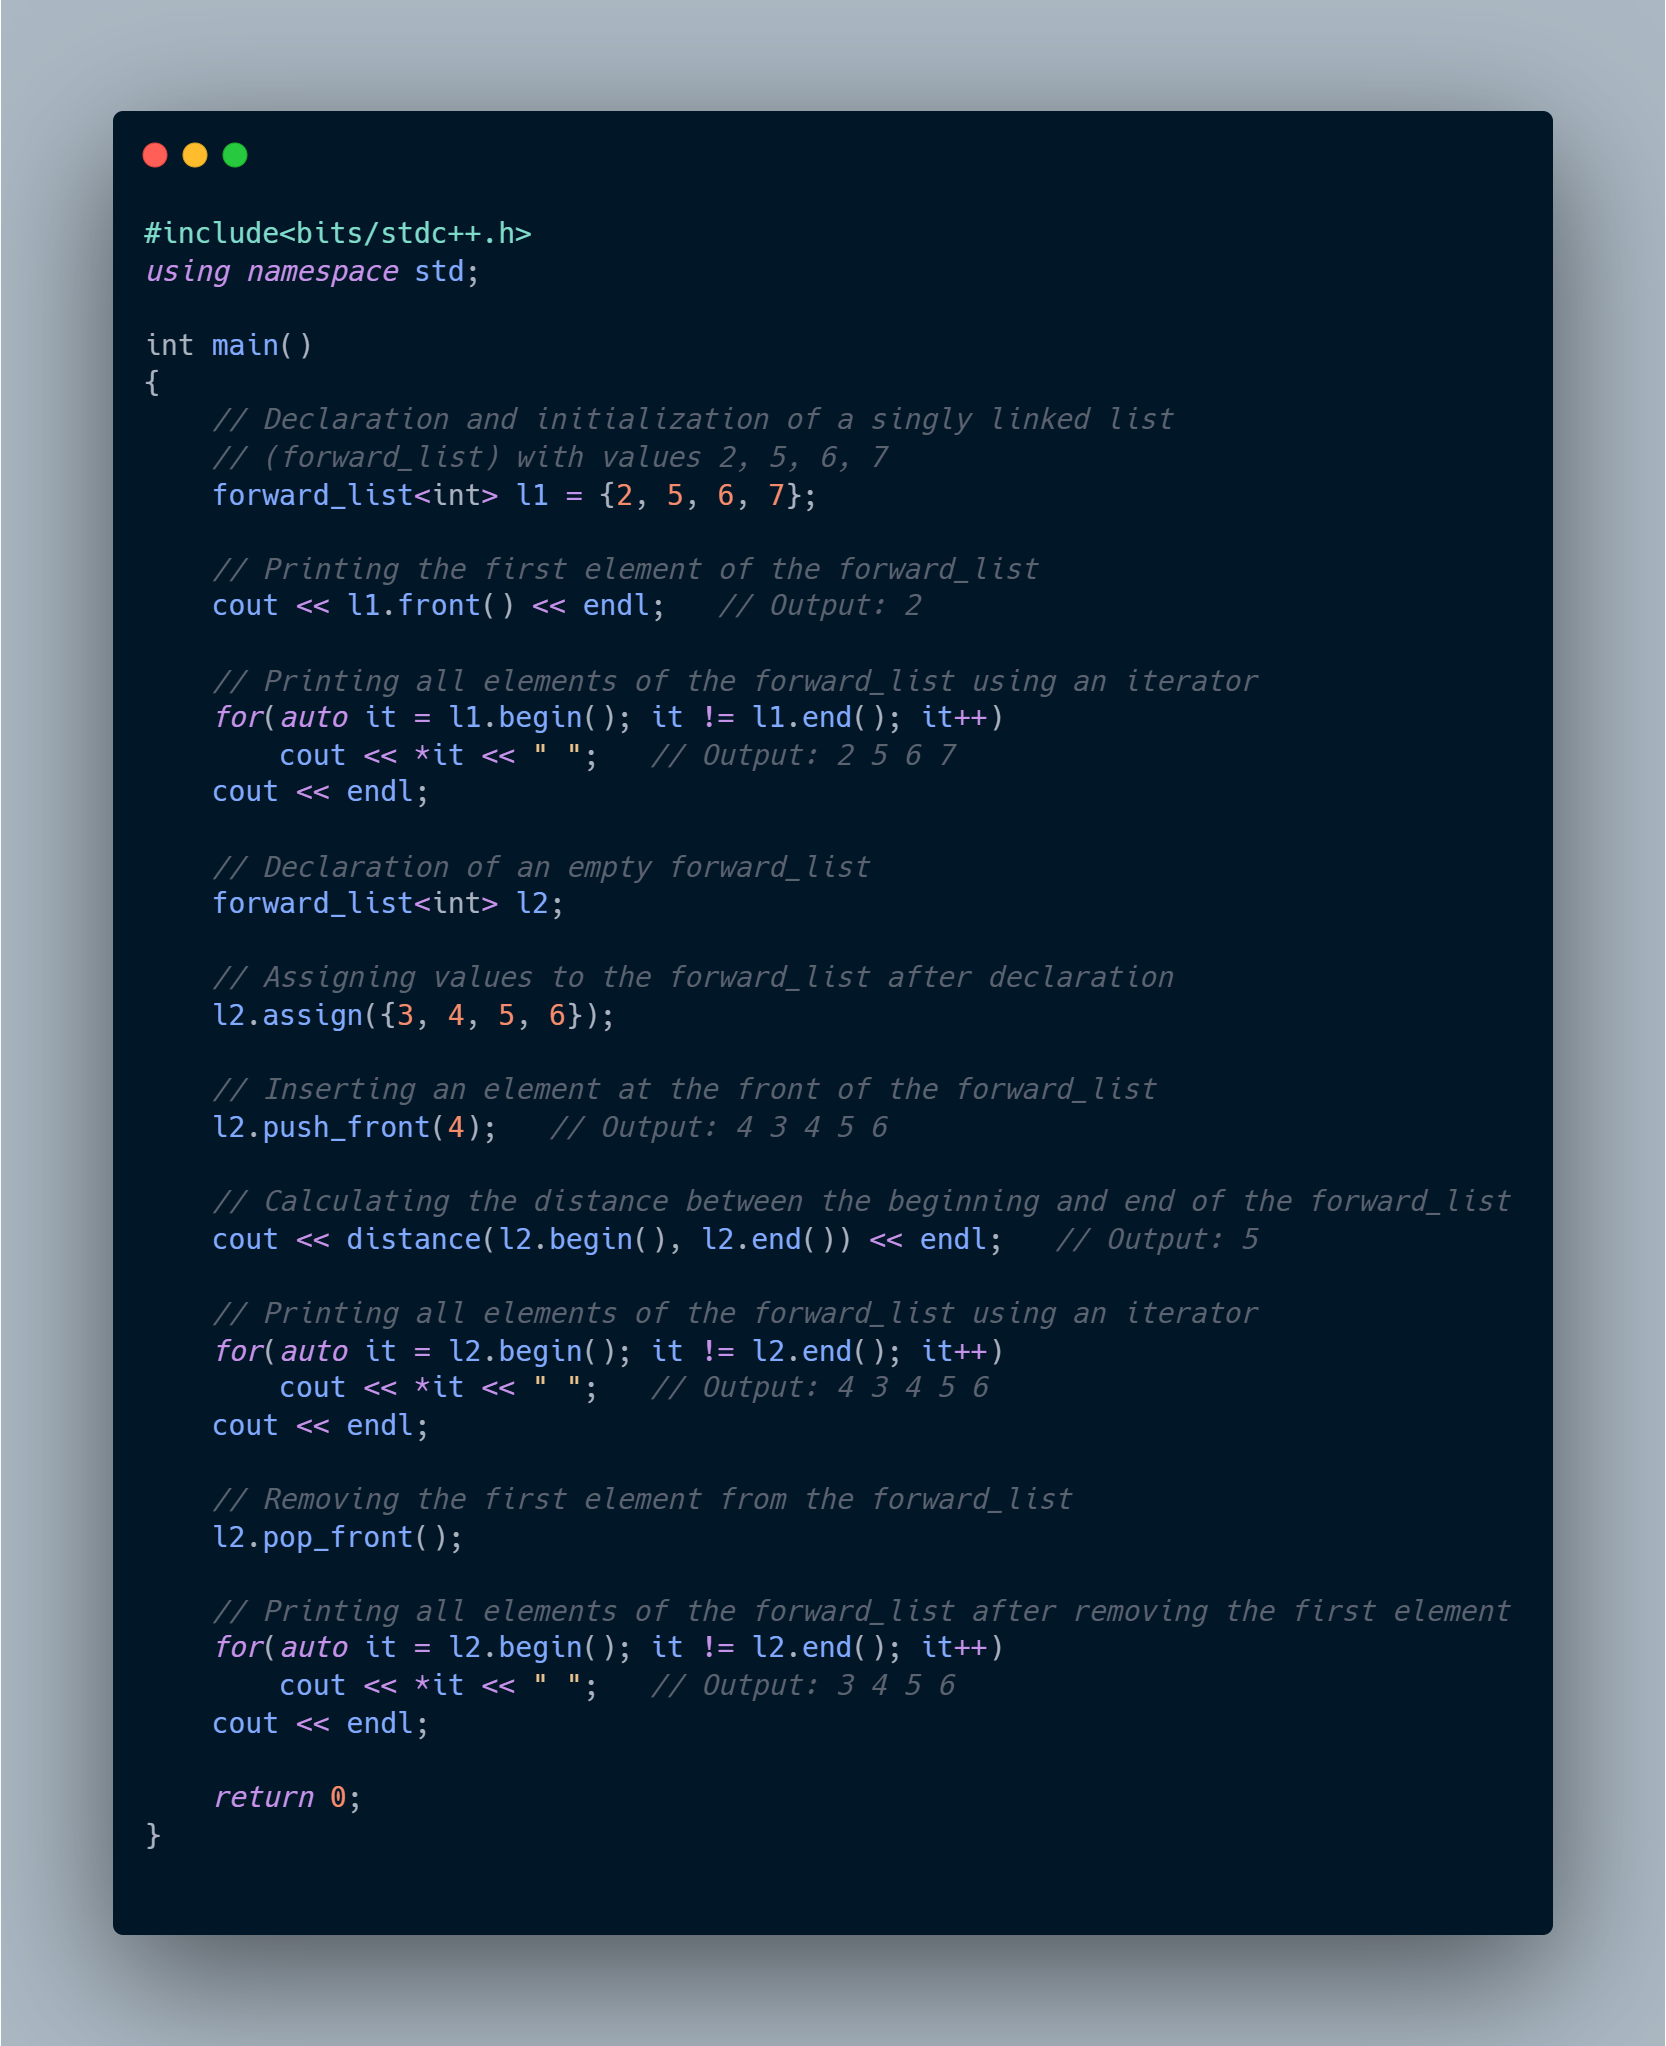 #include<bits/stdc++.h>
using namespace std;

int main()
{
    // Declaration and initialization of a singly linked list
    // (forward_list) with values 2, 5, 6, 7
    forward_list<int> l1 = {2, 5, 6, 7};

    // Printing the first element of the forward_list
    cout << l1.front() << endl;   // Output: 2

    // Printing all elements of the forward_list using an iterator
    for(auto it = l1.begin(); it != l1.end(); it++)
        cout << *it << " ";   // Output: 2 5 6 7
    cout << endl;

    // Declaration of an empty forward_list
    forward_list<int> l2;

    // Assigning values to the forward_list after declaration
    l2.assign({3, 4, 5, 6});

    // Inserting an element at the front of the forward_list
    l2.push_front(4);   // Output: 4 3 4 5 6

    // Calculating the distance between the beginning and end of the forward_list
    cout << distance(l2.begin(), l2.end()) << endl;   // Output: 5

    // Printing all elements of the forward_list using an iterator
    for(auto it = l2.begin(); it != l2.end(); it++)
        cout << *it << " ";   // Output: 4 3 4 5 6
    cout << endl;

    // Removing the first element from the forward_list
    l2.pop_front();

    // Printing all elements of the forward_list after removing the first element
    for(auto it = l2.begin(); it != l2.end(); it++)
        cout << *it << " ";   // Output: 3 4 5 6
    cout << endl;

    return 0;
}